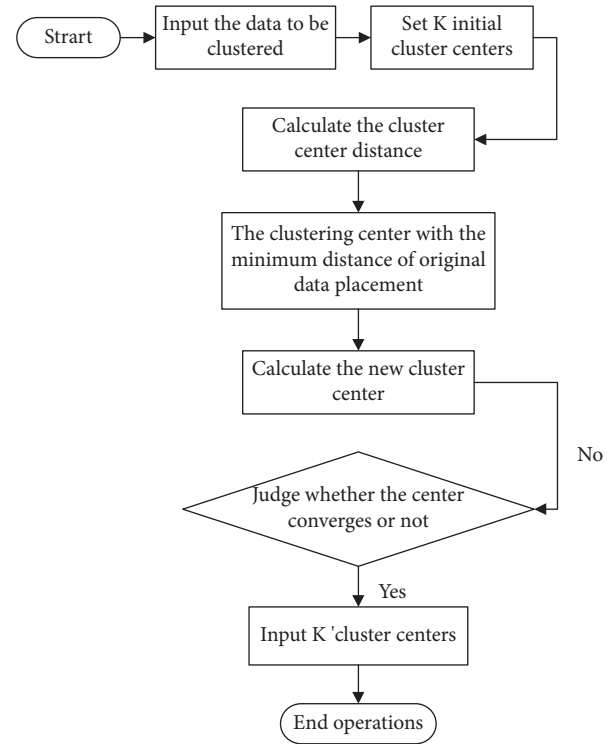 Strart
Input the data to be
clustered
Set K initial
cluster centers
Calculate the cluster
center distance
The clustering center with the
minimum distance of original
data placement
Calculate the new cluster
center
No
Judge whether the center
converges or not
Yes
Input K 'cluster centers
End operations